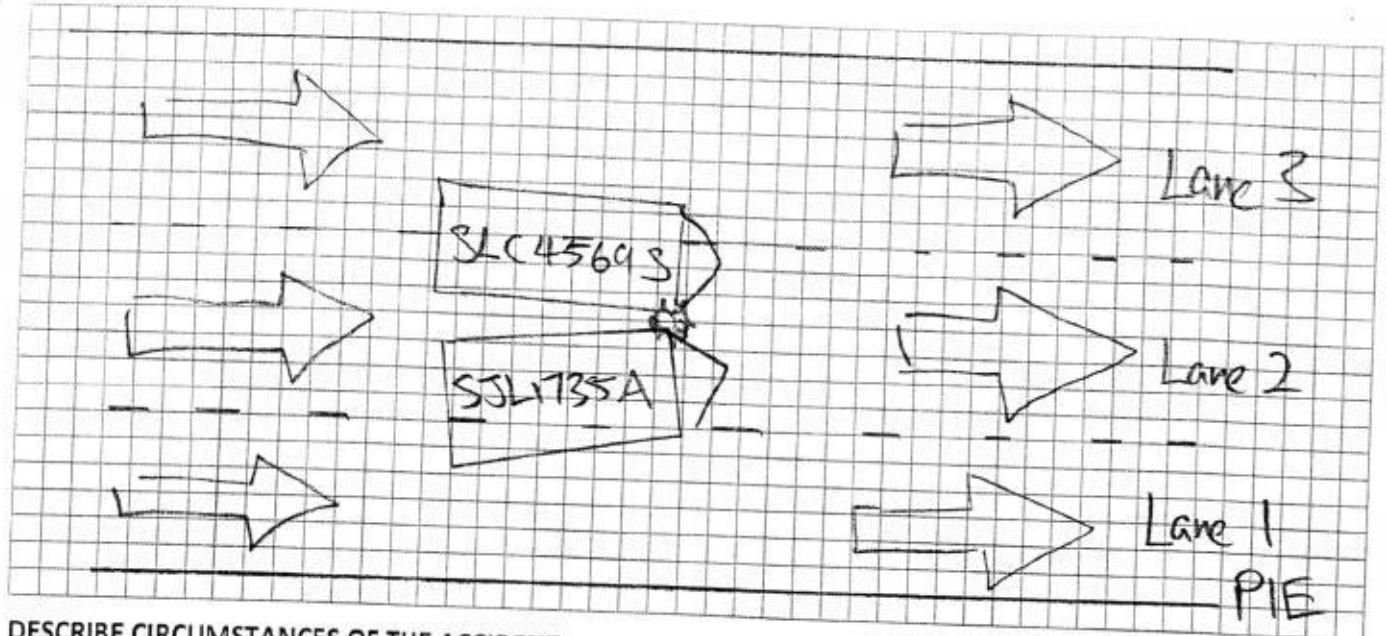 Lane 3
SLC4569S
Lane 2
SJL1735A
Lane 1
PIE
DESCRIBE CIRCUMSTANCES OF THE ACCIDENT